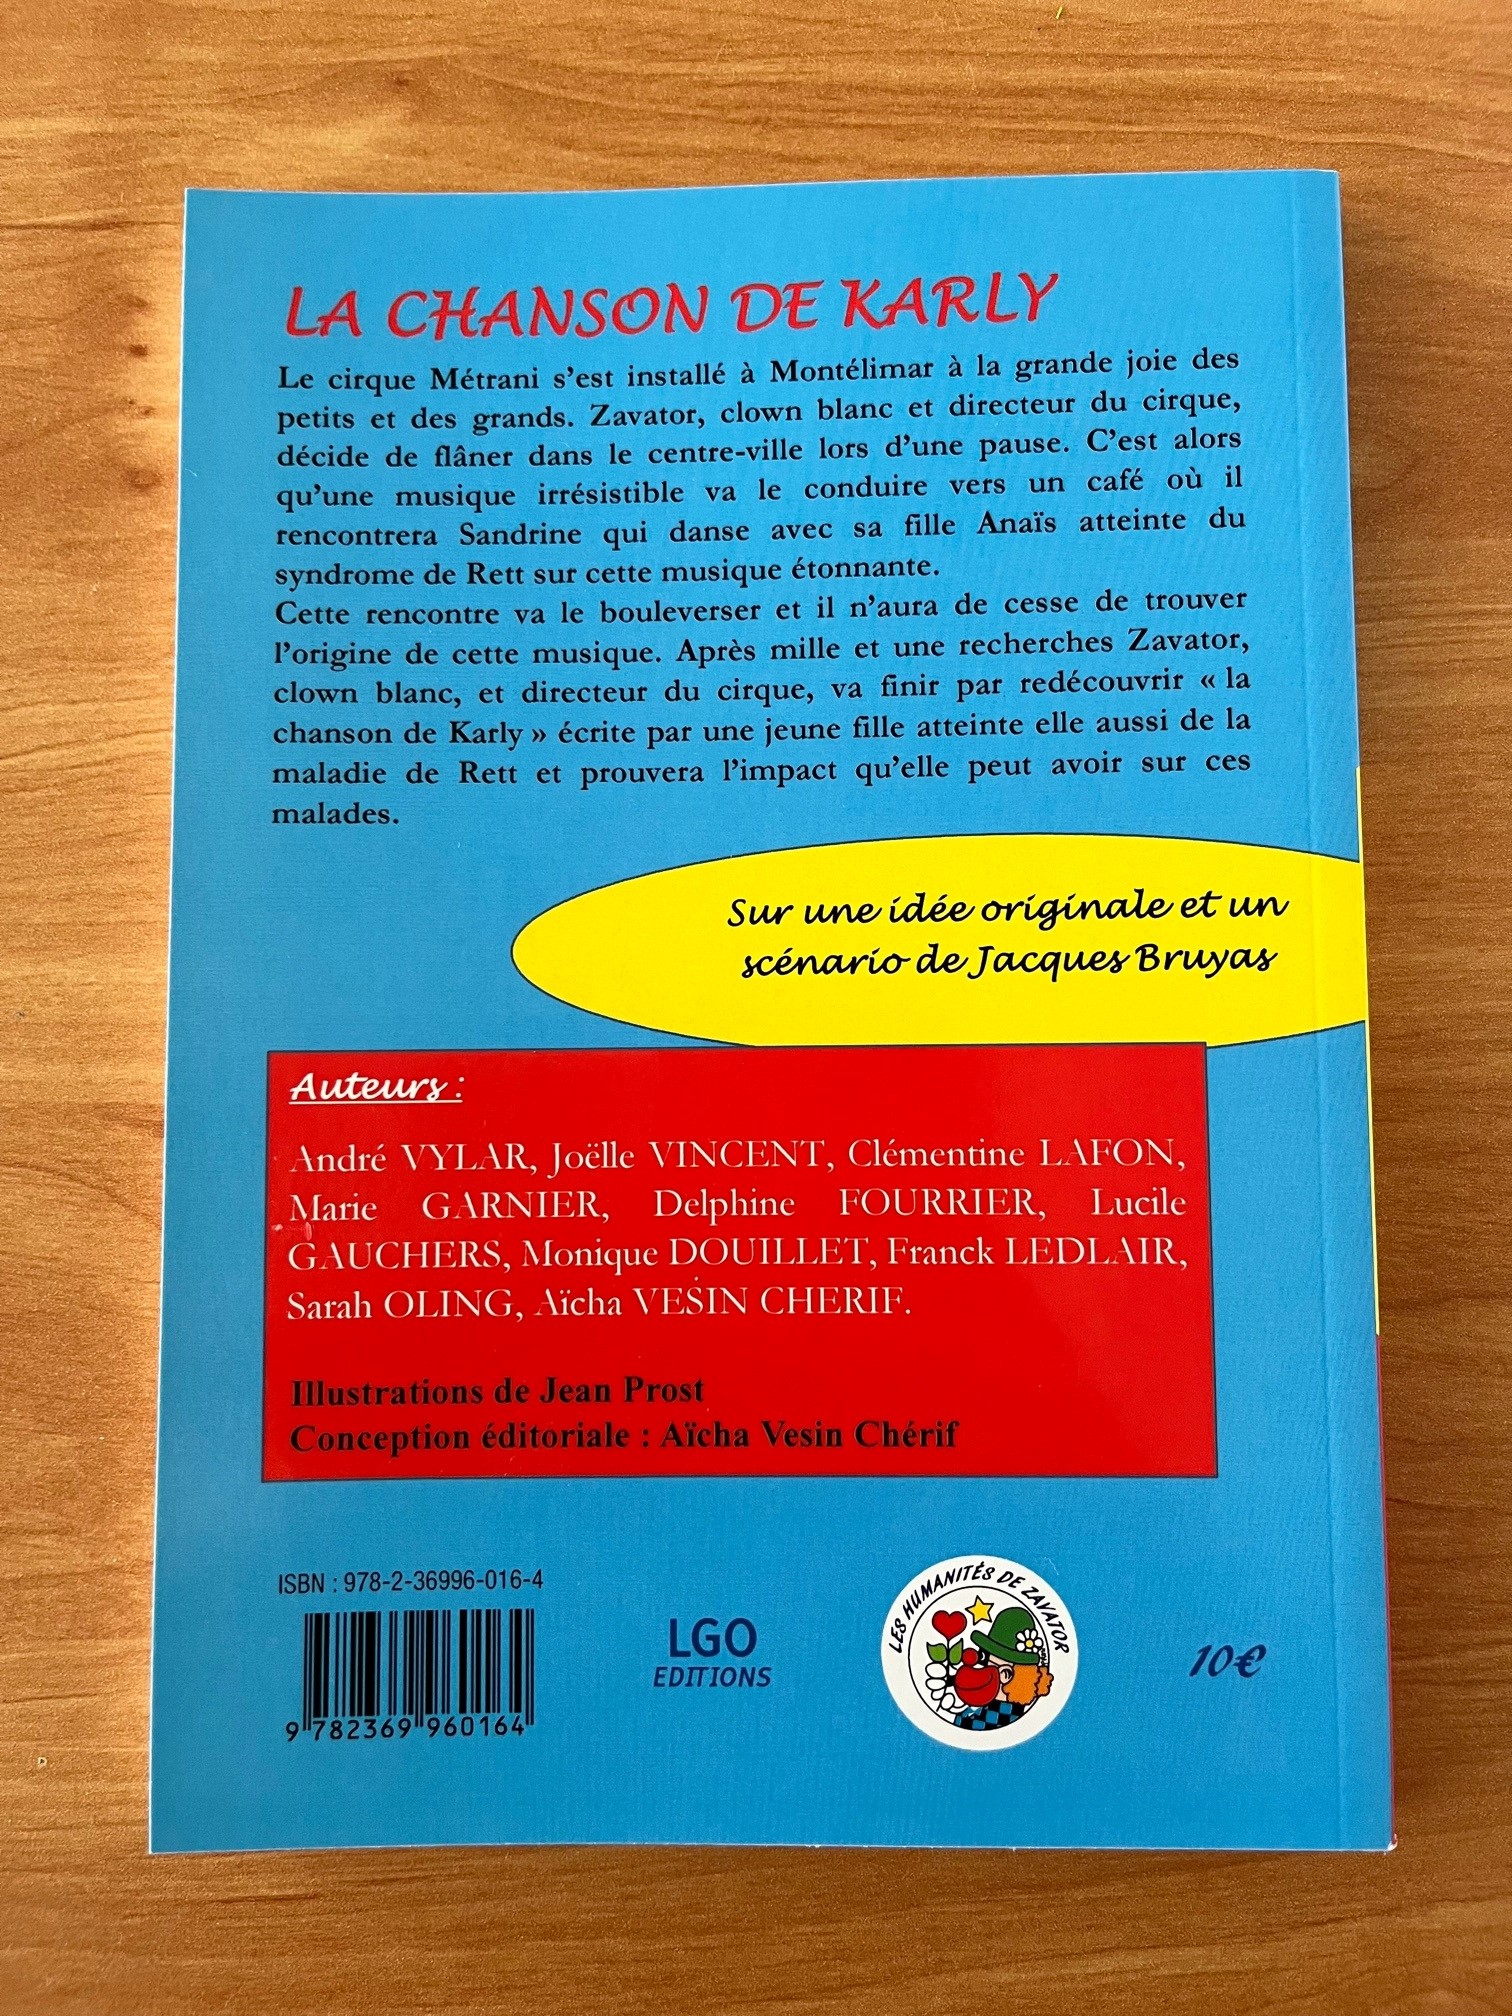 LA CHANSON DE KARLY
Le cirque Métrani s’est installé à Montélimar à la grande joie des
petits et des grands. Zavator, clown blanc et directeur du cirque,
décide de flâner dans le centre-ville lors d’une pause. C’est alors
qu’une musique irrésistible va le conduire vers un café où il
rencontrera Sandrine qui danse avec sa fille Anaïs atteinte du
syndrome de Rett sur cette musique étonnante.
Cette rencontre va le bouleverser et il n’aura de cesse de trouver
l’origine de cette musique. Après mille et une recherches Zavator,
clown blanc, et directeur du cirque, va finir par redécouvrir « la
chanson de Karly » écrite par une jeune fille atteinte elle aussi de la
maladie de Rett et prouvera l’impact qu’elle peut avoir sur ces
malades.
Sur une idée originale et un
scénario de Jacques Bruyas
Auteurs :
André VYLAR, Joëlle VINCENT, Clémentine LAFON,
Marie GARNIER, Delphine FOURRIER, Lucile
GAUCHERS, Monique DOUILLET, Franck LEDLAIR,
Sarah OLING, Aïcha VESIN CHERIF.
Illustrations de Jean Prost
Conception éditoriale : Aïcha Vesin Chérif
ISBN : 978-2-36996-016-4
9 782369 960164
LGO
EDITIONS
LES HUMANITÉS DE ZAVATOR
10€